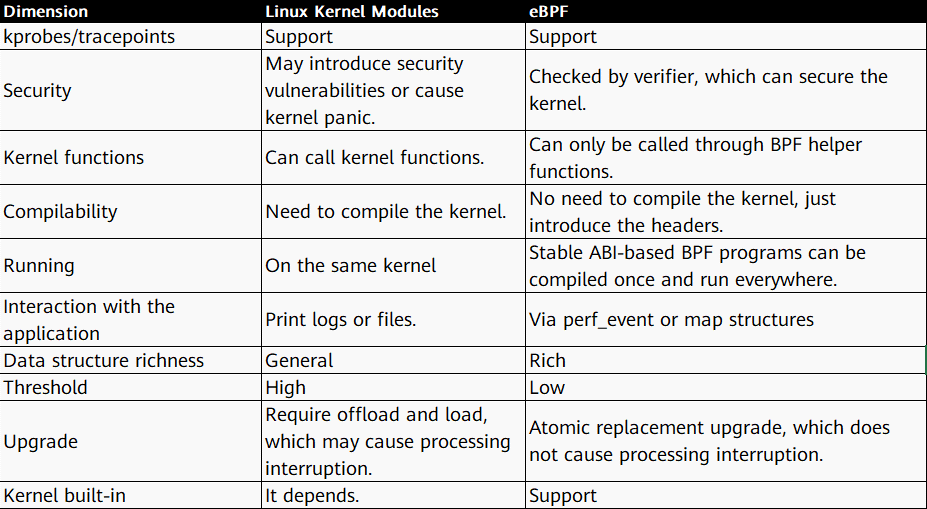 Dimension Linux Kernel Modules eBPF
kprobes/tracepoints Support Support
Security
May introduce security
vulnerabilities or cause
kernel panic.
Checked by verifier, which can secure the
kernel.
Kernel functions
Can call kernel functions.
Can only be called through BPF helper
functions.
Compilability
Need to compile the kernel.
No need to compile the kernel, just
introduce the headers.
Running
On the same kernel
Stable ABI-based BPF programs can be
compiled once and run everywhere.
Interaction with the
application
Print logs or files.
Via perf_event or map structures
Data structure richness General Rich
Threshold High Low
Upgrade
Require offload and load,
which may cause processing
interruption.
Atomic replacement upgrade, which does
not cause processing interruption.
Kernel built-in It depends. Support